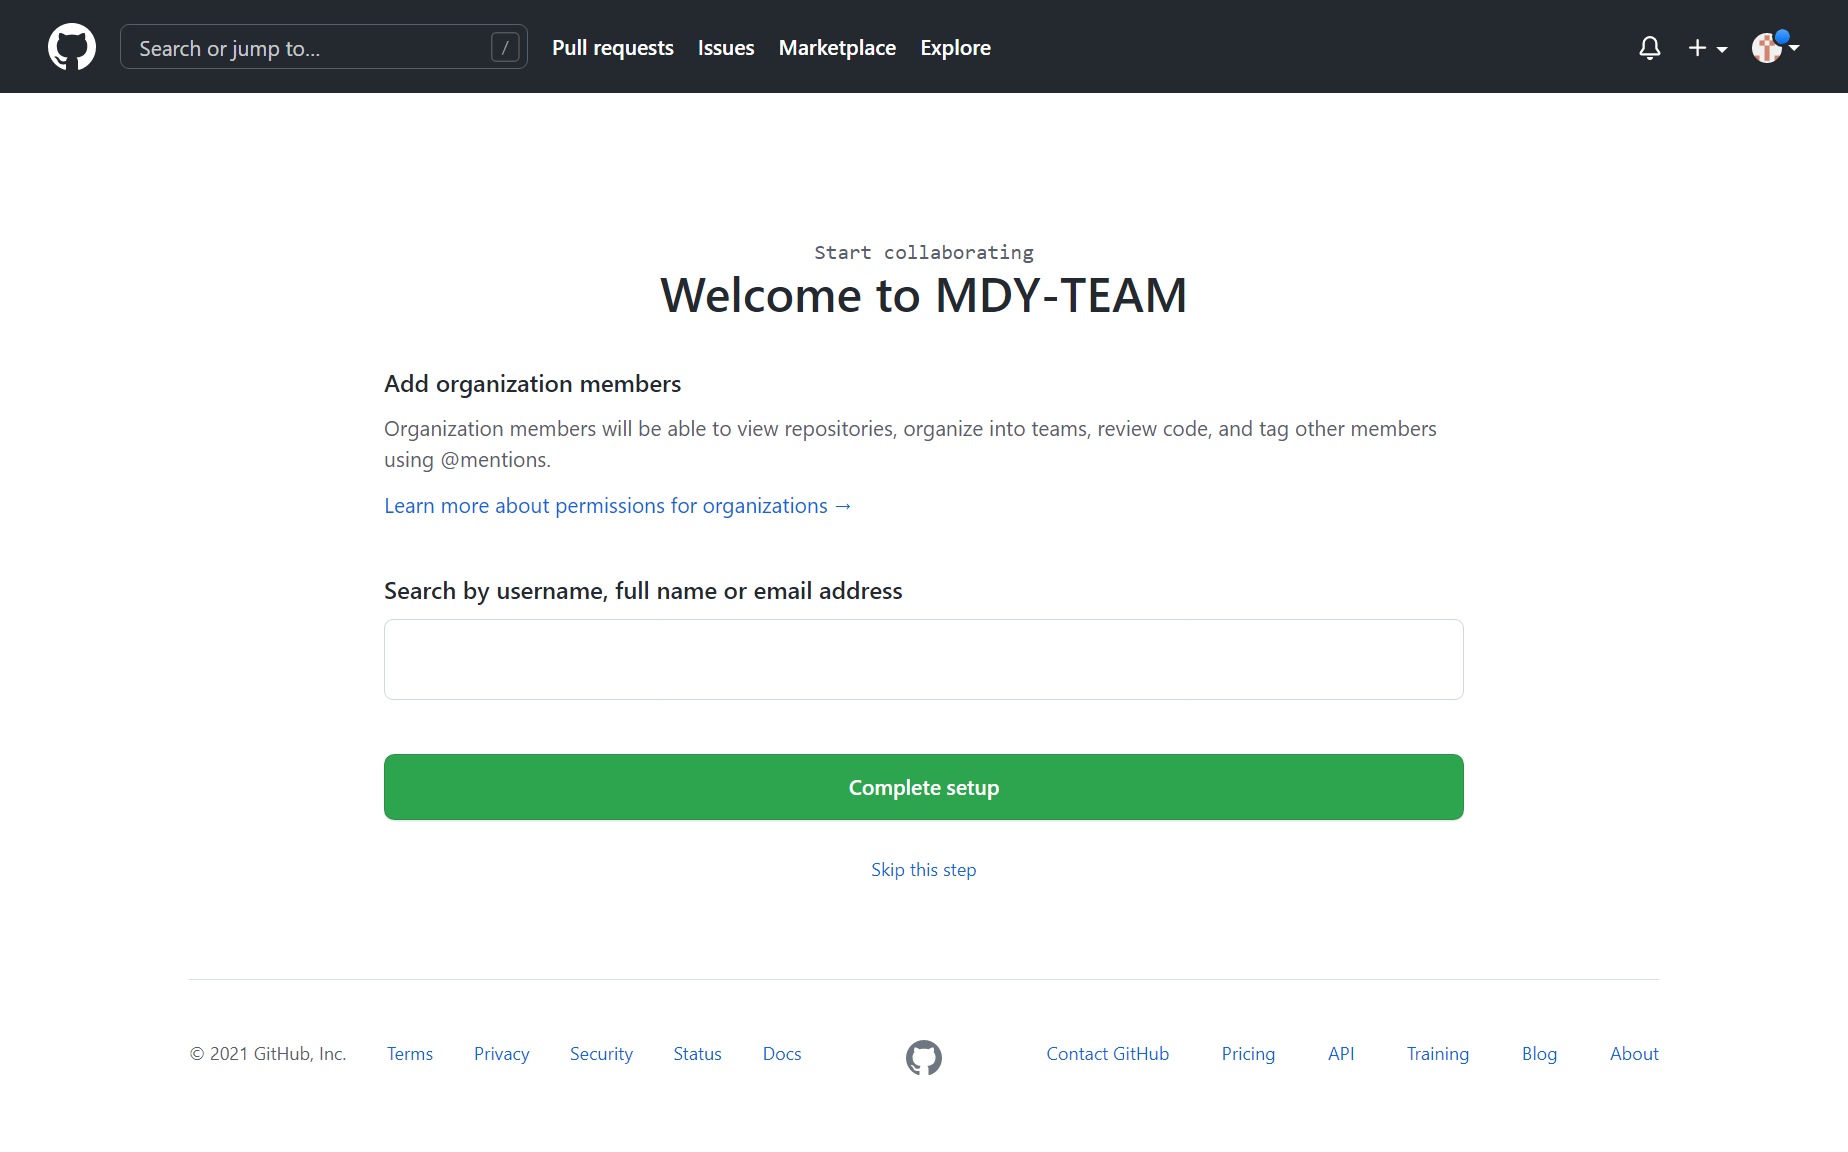 Search or jump to... /
Pull requests Issues Marketplace Explore
Start collaborating
Welcome to MDY-TEAM
Add organization members
Organization members will be able to view repositories, organize into teams, review code, and tag other members
using @mentions.
Learn more about permissions for organizations →
Search by username, full name or email address
Complete setup
Skip this step
© 2021 GitHub, Inc. Terms Privacy Security Status Docs Contact GitHub Pricing API Training Blog About